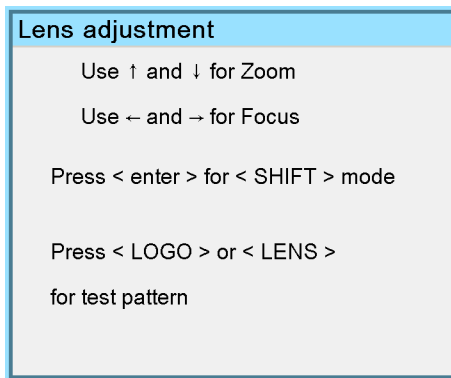 Lens adjustment
Use ↑ and ↓ for Zoom
Use ← and → for Focus
Press < enter > for < SHIFT > mode
Press < LOGO > or < LENS >
for test pattern